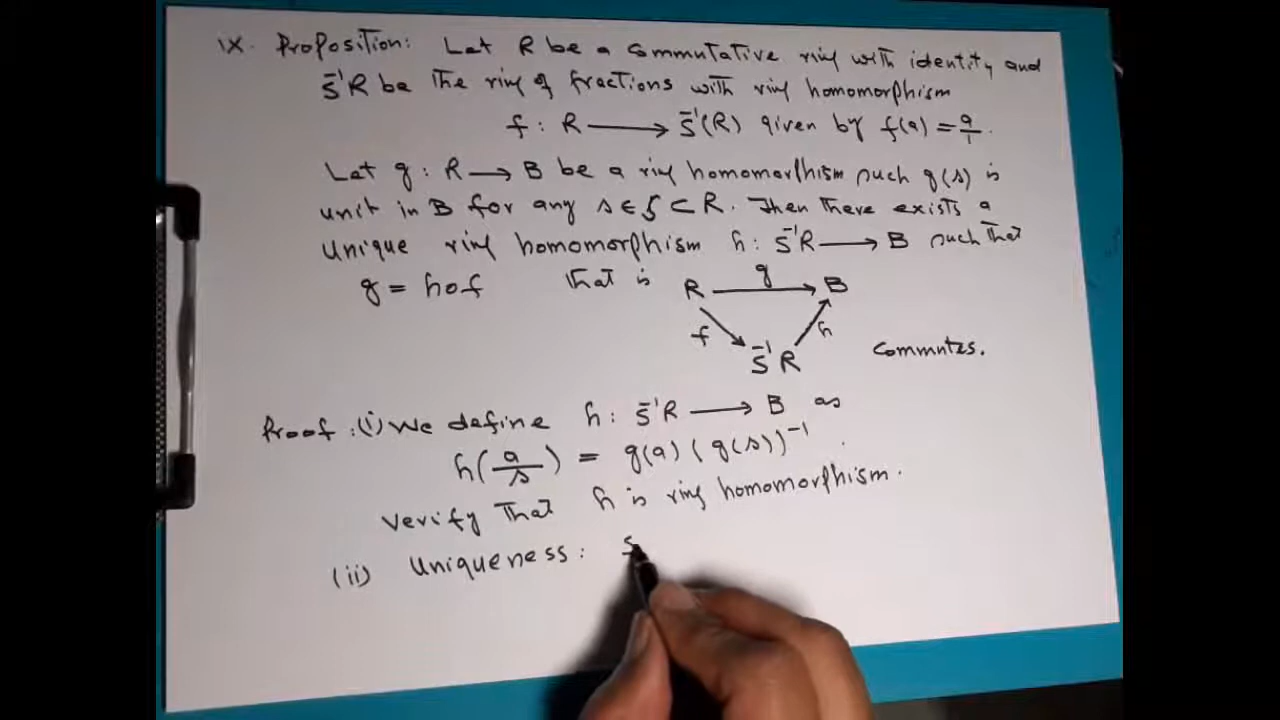 ix. Proposition: Let R be a commutative ring with identity and
S⁻¹R be the ring of fractions with ring homomorphism
f : R ⟶ S⁻¹(R) given by f(a) = a/1.
Let g : R ⟶ B be a ring homomorphism such g(s) is
unit in B for any s ∈ S ⊂ R. Then there exists a
unique ring homomorphism h : S⁻¹R ⟶ B such that
g = hof that is R g B
f h
S⁻¹R commutes.
Proof : (i) We define h : S⁻¹R ⟶ B as
h(a/s) = g(a) (g(s))⁻¹.
Verify that h is ring homomorphism.
(ii) Uniqueness : S